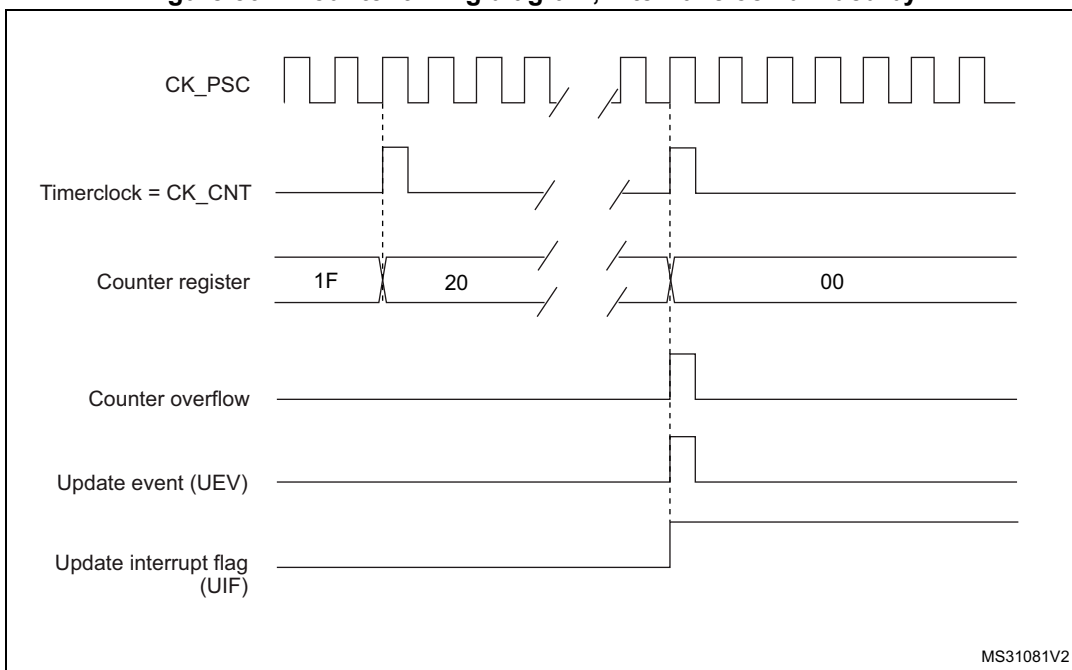 CK_PSC
Timerclock = CK_CNT
Counter register
1F
20
00
Counter overflow
Update event (UEV)
Update interrupt flag
(UIF)
MS31081V2